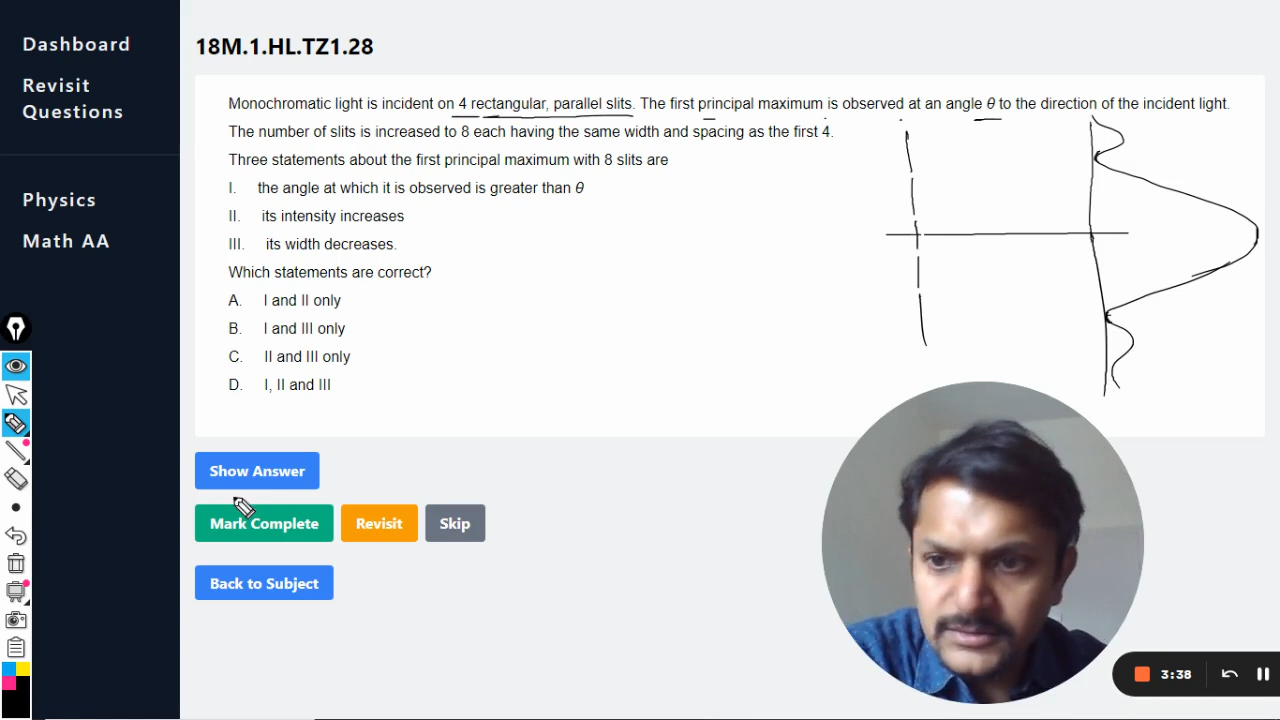 Dashboard
Revisit
Questions
Physics
Math AA
18M.1.HL.TZ1.28
Monochromatic light is incident on 4 rectangular, parallel slits. The first principal maximum is observed at an angle θ to the direction of the incident light.
The number of slits is increased to 8 each having the same width and spacing as the first 4.
Three statements about the first principal maximum with 8 slits are
I. the angle at which it is observed is greater than θ
II. its intensity increases
III. its width decreases.
Which statements are correct?
A. I and II only
B. I and III only
C. II and III only
D. I, II and III
Show Answer
Mark Complete Revisit Skip
Back to Subject
3:38